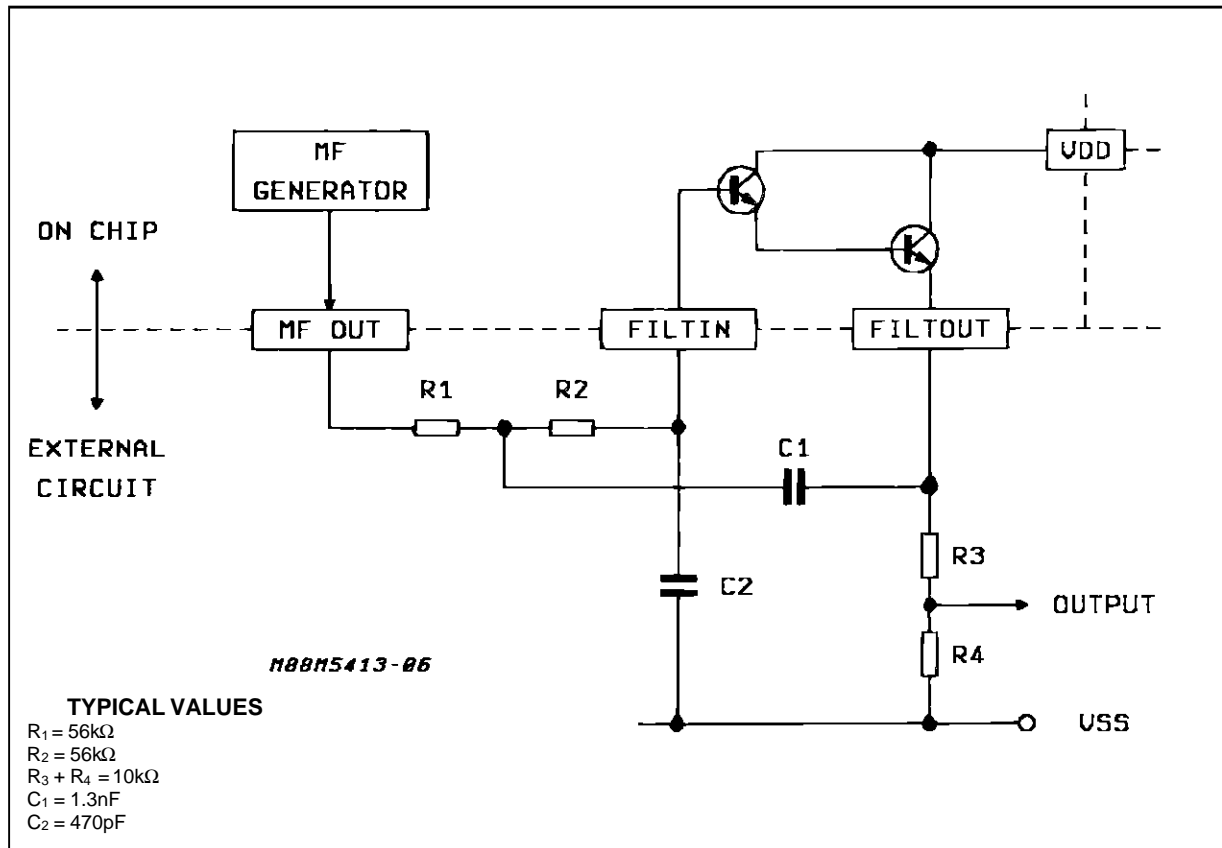 MF
GENERATOR
VDD
ON CHIP
MF OUT
FILTIN
FILTOUT
R1
R2
EXTERNAL
CIRCUIT
C1
R3
C2
OUTPUT
R4
M88M5413-06
VSS
TYPICAL VALUES
R₁ = 56kΩ
R₂ = 56kΩ
R₃ + R₄ = 10kΩ
C₁ = 1.3nF
C₂ = 470pF